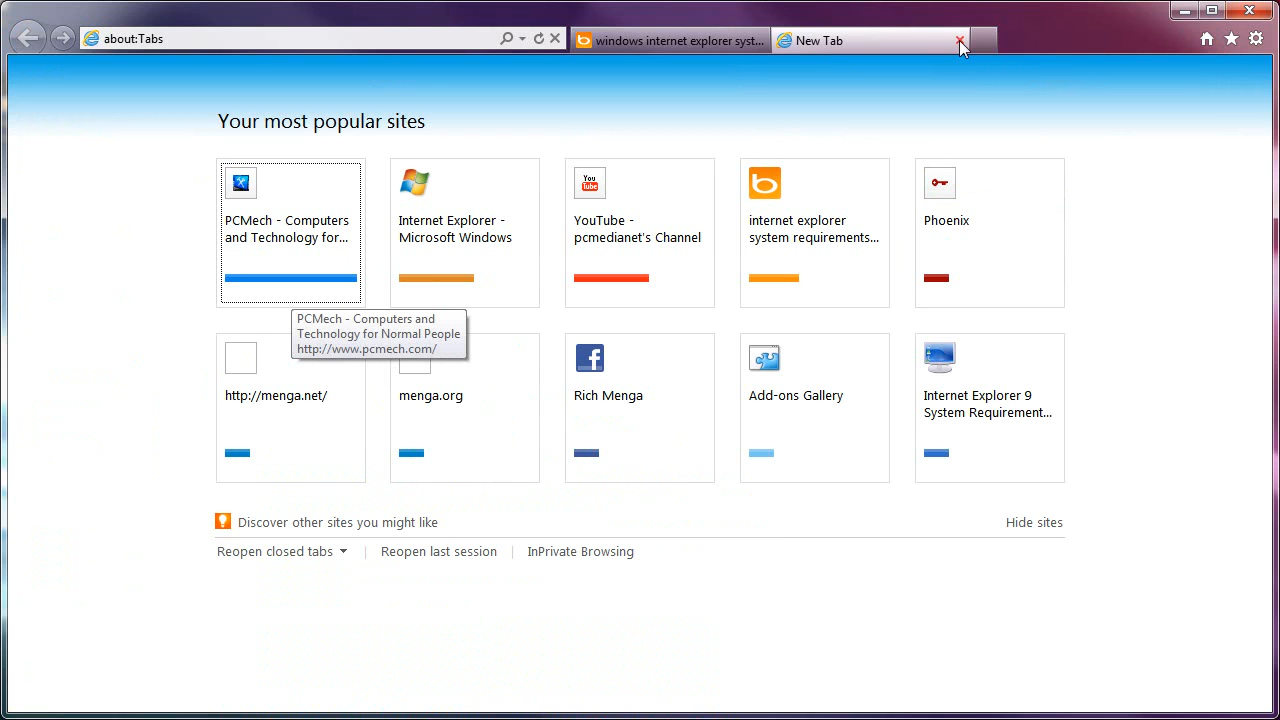 about:Tabs
windows internet explorer syst...
New Tab
Your most popular sites
PCMech - Computers
and Technology for...
Internet Explorer -
Microsoft Windows
You
Tube
YouTube -
pcmedianet's Channel
internet explorer
system requirements...
Phoenix
PCMech - Computers and
Technology for Normal People
http://www.pcmech.com/
http://menga.net/
menga.org
Rich Menga
Add-ons Gallery
Internet Explorer 9
System Requirement...
Discover other sites you might like
Hide sites
Reopen closed tabs
Reopen last session
InPrivate Browsing